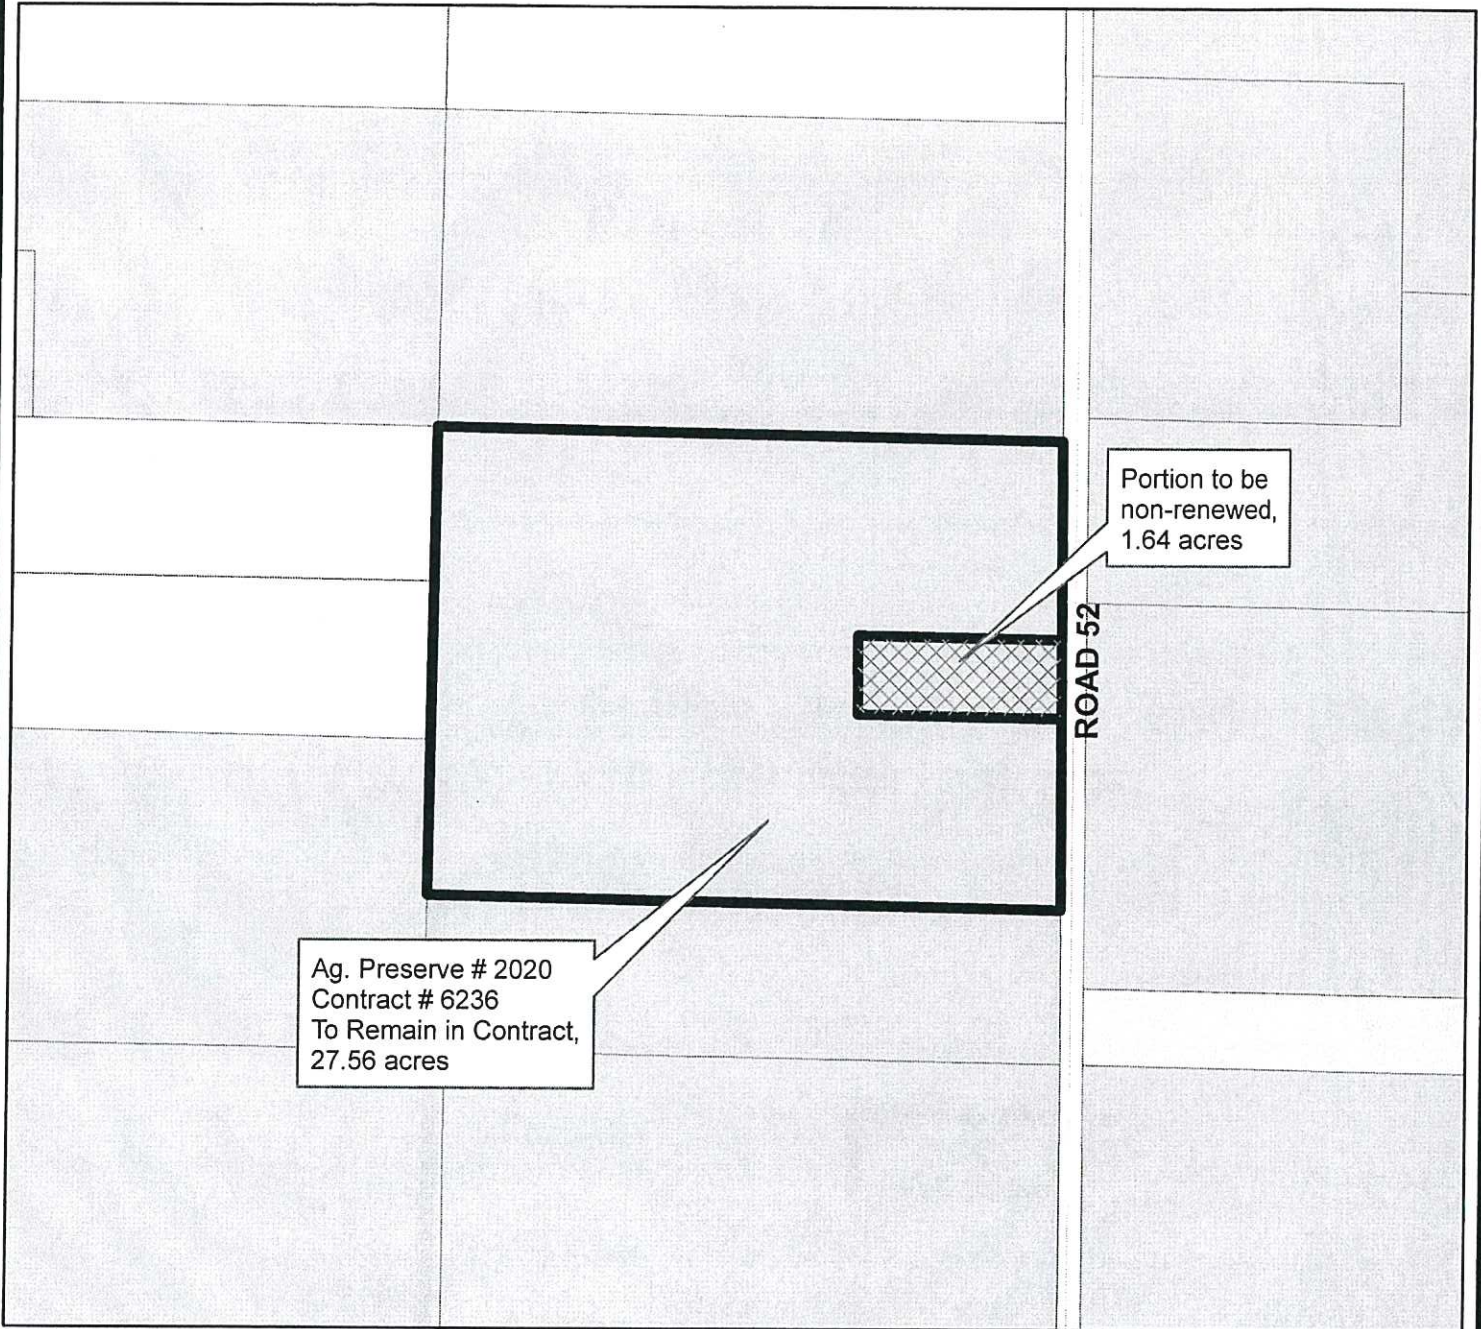 Portion to be
non-renewed,
1.64 acres
ROAD 52
Ag. Preserve # 2020
Contract # 6236
To Remain in Contract,
27.56 acres